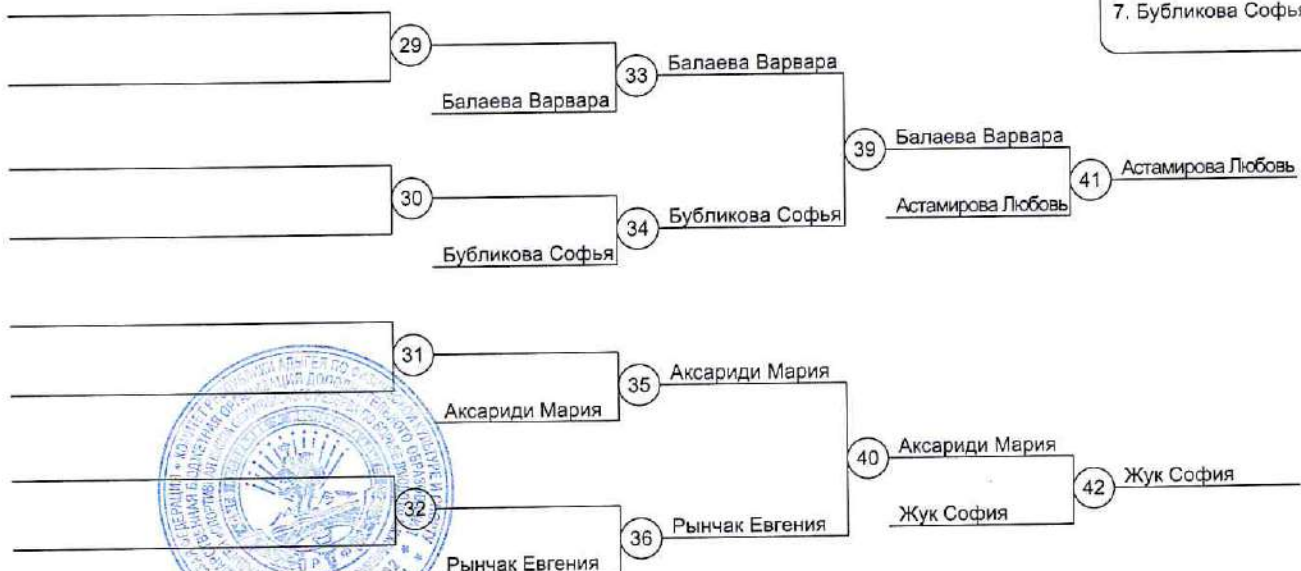 7. Бубликова Софья
29
33
Балаева Варвара
Балаева Варвара
39
Балаева Варвара
41
Астамирова Любовь
30
Астамирова Любовь
34
Бубликова Софья
Бубликова Софья
31
35
Аксариди Мария
Аксариди Мария
40
Аксариди Мария
42
Жук София
32
Жук София
36
Рынчак Евгения
Рынчак Евгения